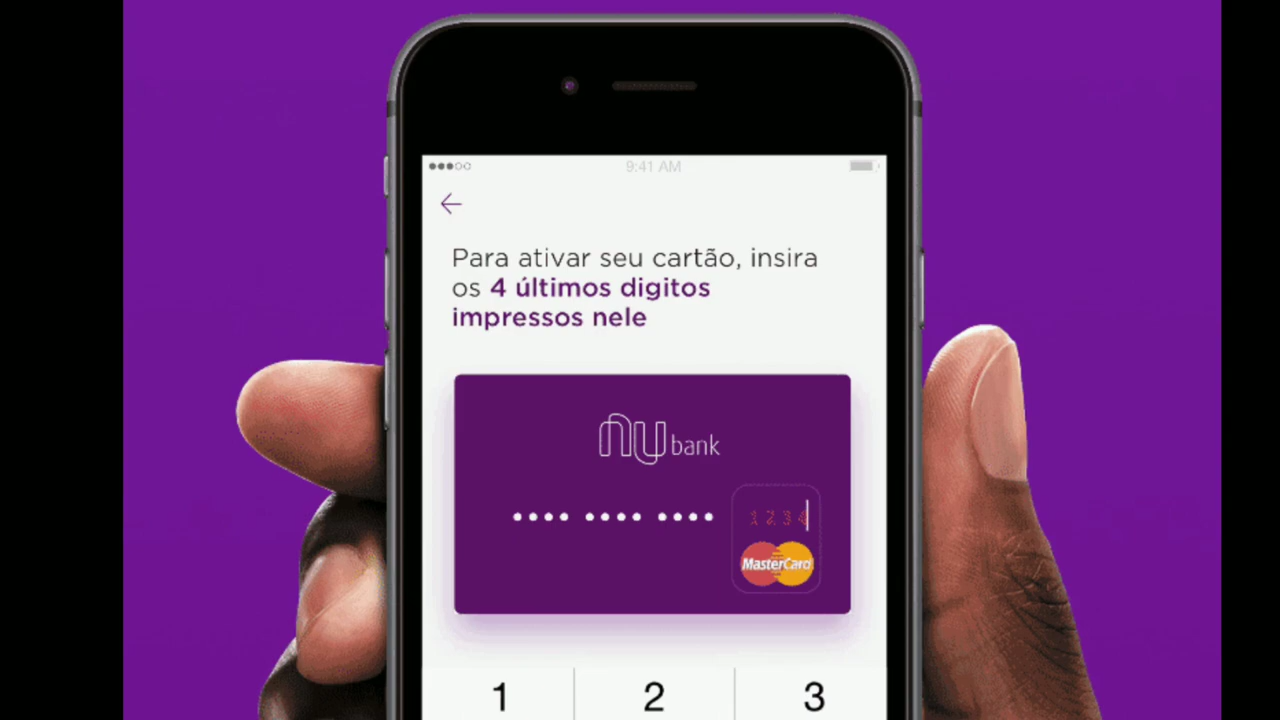 9:41 AM
Para ativar seu cartão, insira
os 4 últimos digitos
impressos nele
nu bank
•••• •••• •••• 1234
MasterCard
1 2 3